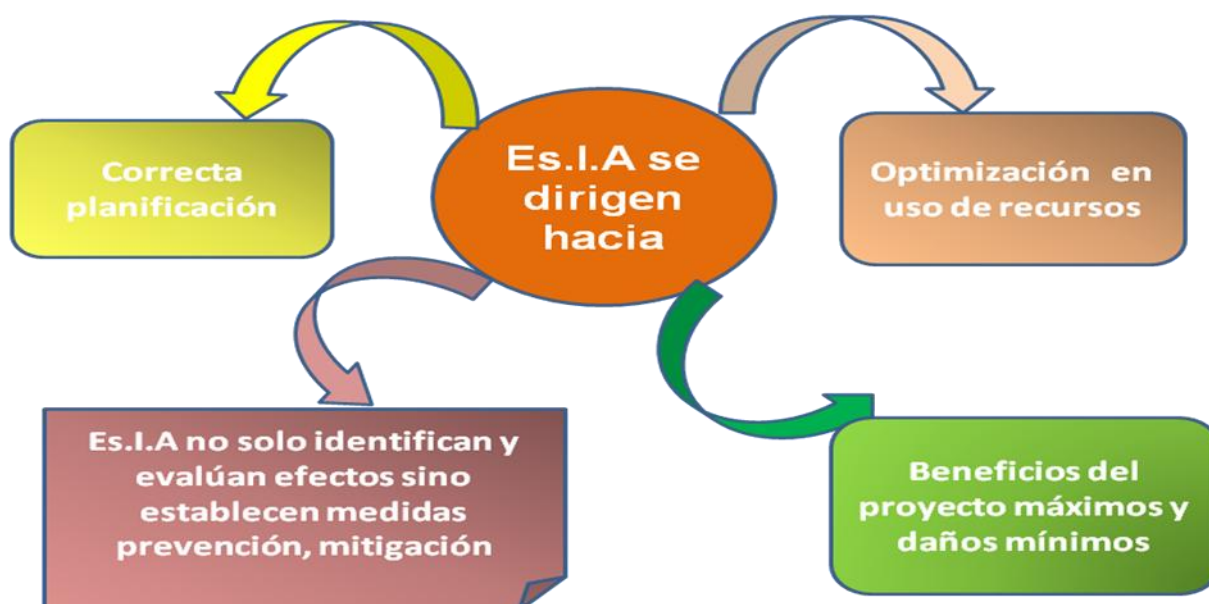 Es.I.A se
dirigen
hacia
Correcta
planificación
Optimización en
uso de recursos
Es.I.A no solo identifican y
evalúan efectos sino
establecen medidas
prevención, mitigación
Beneficios del
proyecto máximos y
daños mínimos